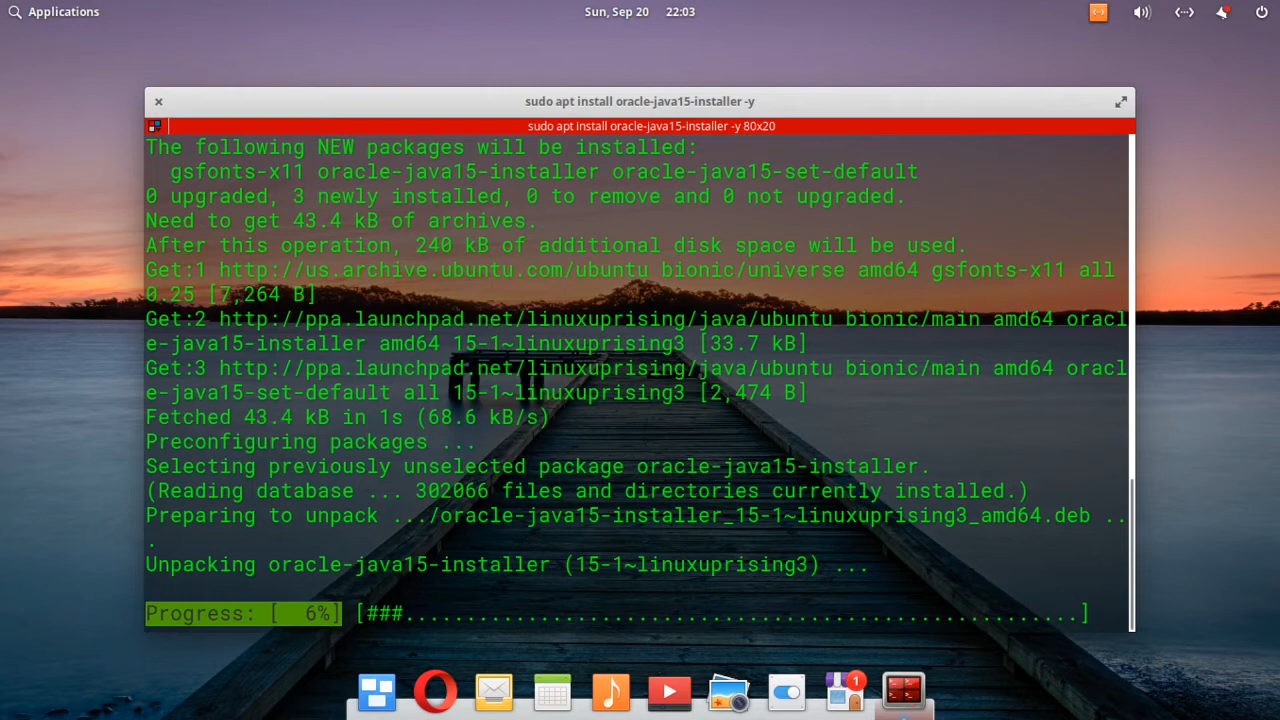 Applications
Sun, Sep 20 22:03
sudo apt install oracle-java15-installer -y
sudo apt install oracle-java15-installer -y 80x20
The following NEW packages will be installed:
  gsfonts-x11 oracle-java15-installer oracle-java15-set-default
0 upgraded, 3 newly installed, 0 to remove and 0 not upgraded.
Need to get 43.4 kB of archives.
After this operation, 240 kB of additional disk space will be used.
Get:1 http://us.archive.ubuntu.com/ubuntu bionic/universe amd64 gsfonts-x11 all
0.25 [7,264 B]
Get:2 http://ppa.launchpad.net/linuxuprising/java/ubuntu bionic/main amd64 oracl
e-java15-installer amd64 15-1~linuxuprising3 [33.7 kB]
Get:3 http://ppa.launchpad.net/linuxuprising/java/ubuntu bionic/main amd64 oracl
e-java15-set-default all 15-1~linuxuprising3 [2,474 B]
Fetched 43.4 kB in 1s (68.6 kB/s)
Preconfiguring packages ...
Selecting previously unselected package oracle-java15-installer.
(Reading database ... 302066 files and directories currently installed.)
Preparing to unpack .../oracle-java15-installer_15-1~linuxuprising3_amd64.deb ..
.
Unpacking oracle-java15-installer (15-1~linuxuprising3) ...
Progress: [  6%] [###.......................................................]
1